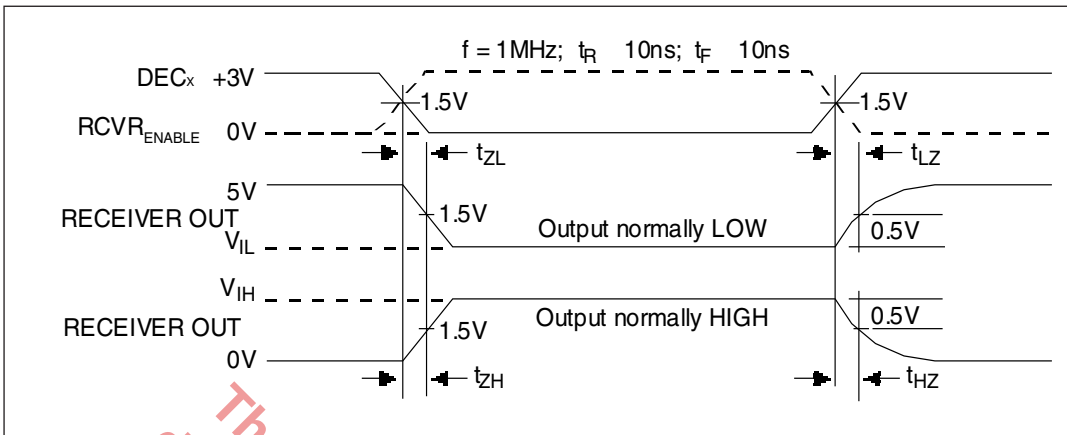 f = 1MHz; tR 10ns; tF 10ns
DECx +3V
1.5V
1.5V
RCVRENABLE 0V
tZL
tLZ
5V
RECEIVER OUT
1.5V
VIL
Output normally LOW
0.5V
VIH
RECEIVER OUT
1.5V
Output normally HIGH
0.5V
0V
tZH
tHZ
Th